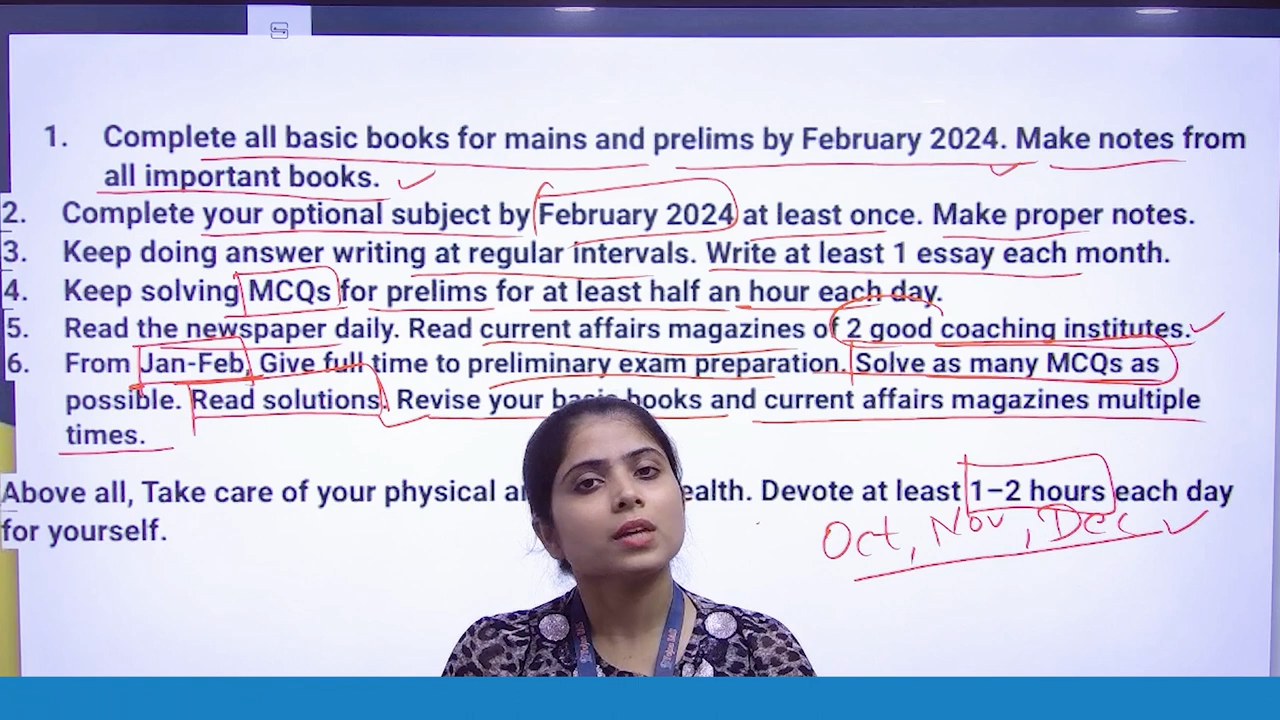 1. Complete all basic books for mains and prelims by February 2024. Make notes from
all important books.
2. Complete your optional subject by February 2024 at least once. Make proper notes.
3. Keep doing answer writing at regular intervals. Write at least 1 essay each month.
4. Keep solving MCQs for prelims for at least half an hour each day.
5. Read the newspaper daily. Read current affairs magazines of 2 good coaching institutes.
6. From Jan-Feb, Give full time to preliminary exam preparation. Solve as many MCQs as
possible. Read solutions. Revise your basic books and current affairs magazines multiple
times.
Above all, Take care of your physical ealth. Devote at least 1–2 hours each day
for yourself.
Oct, Nov, Dec